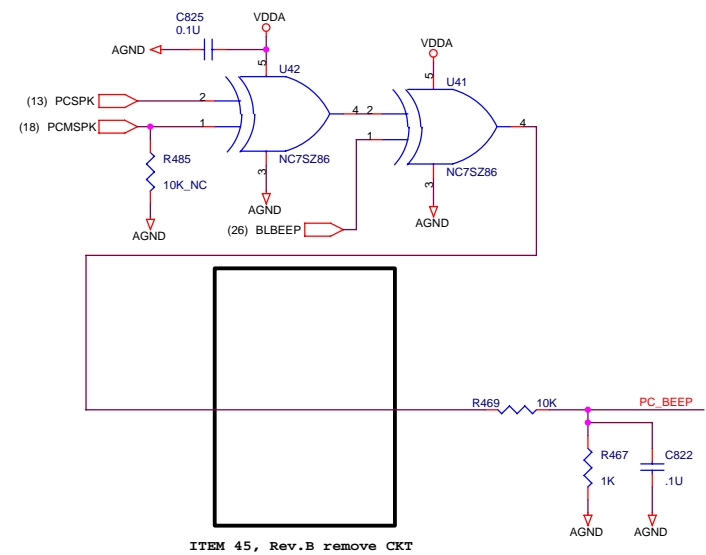 C825
0.1U
VDDA
AGND
5
U42
VDDA
5
U41
(13) PCSPK
2
4
2
4
(18) PCMSPK
1
1
R485
10K_NC
3
NC7SZ86
3
NC7SZ86
AGND
AGND
AGND
(26) BLBEEP
R469
10K
PC_BEEP
R467
1K
C822
.1U
AGND
AGND
ITEM 45, Rev.B remove CKT